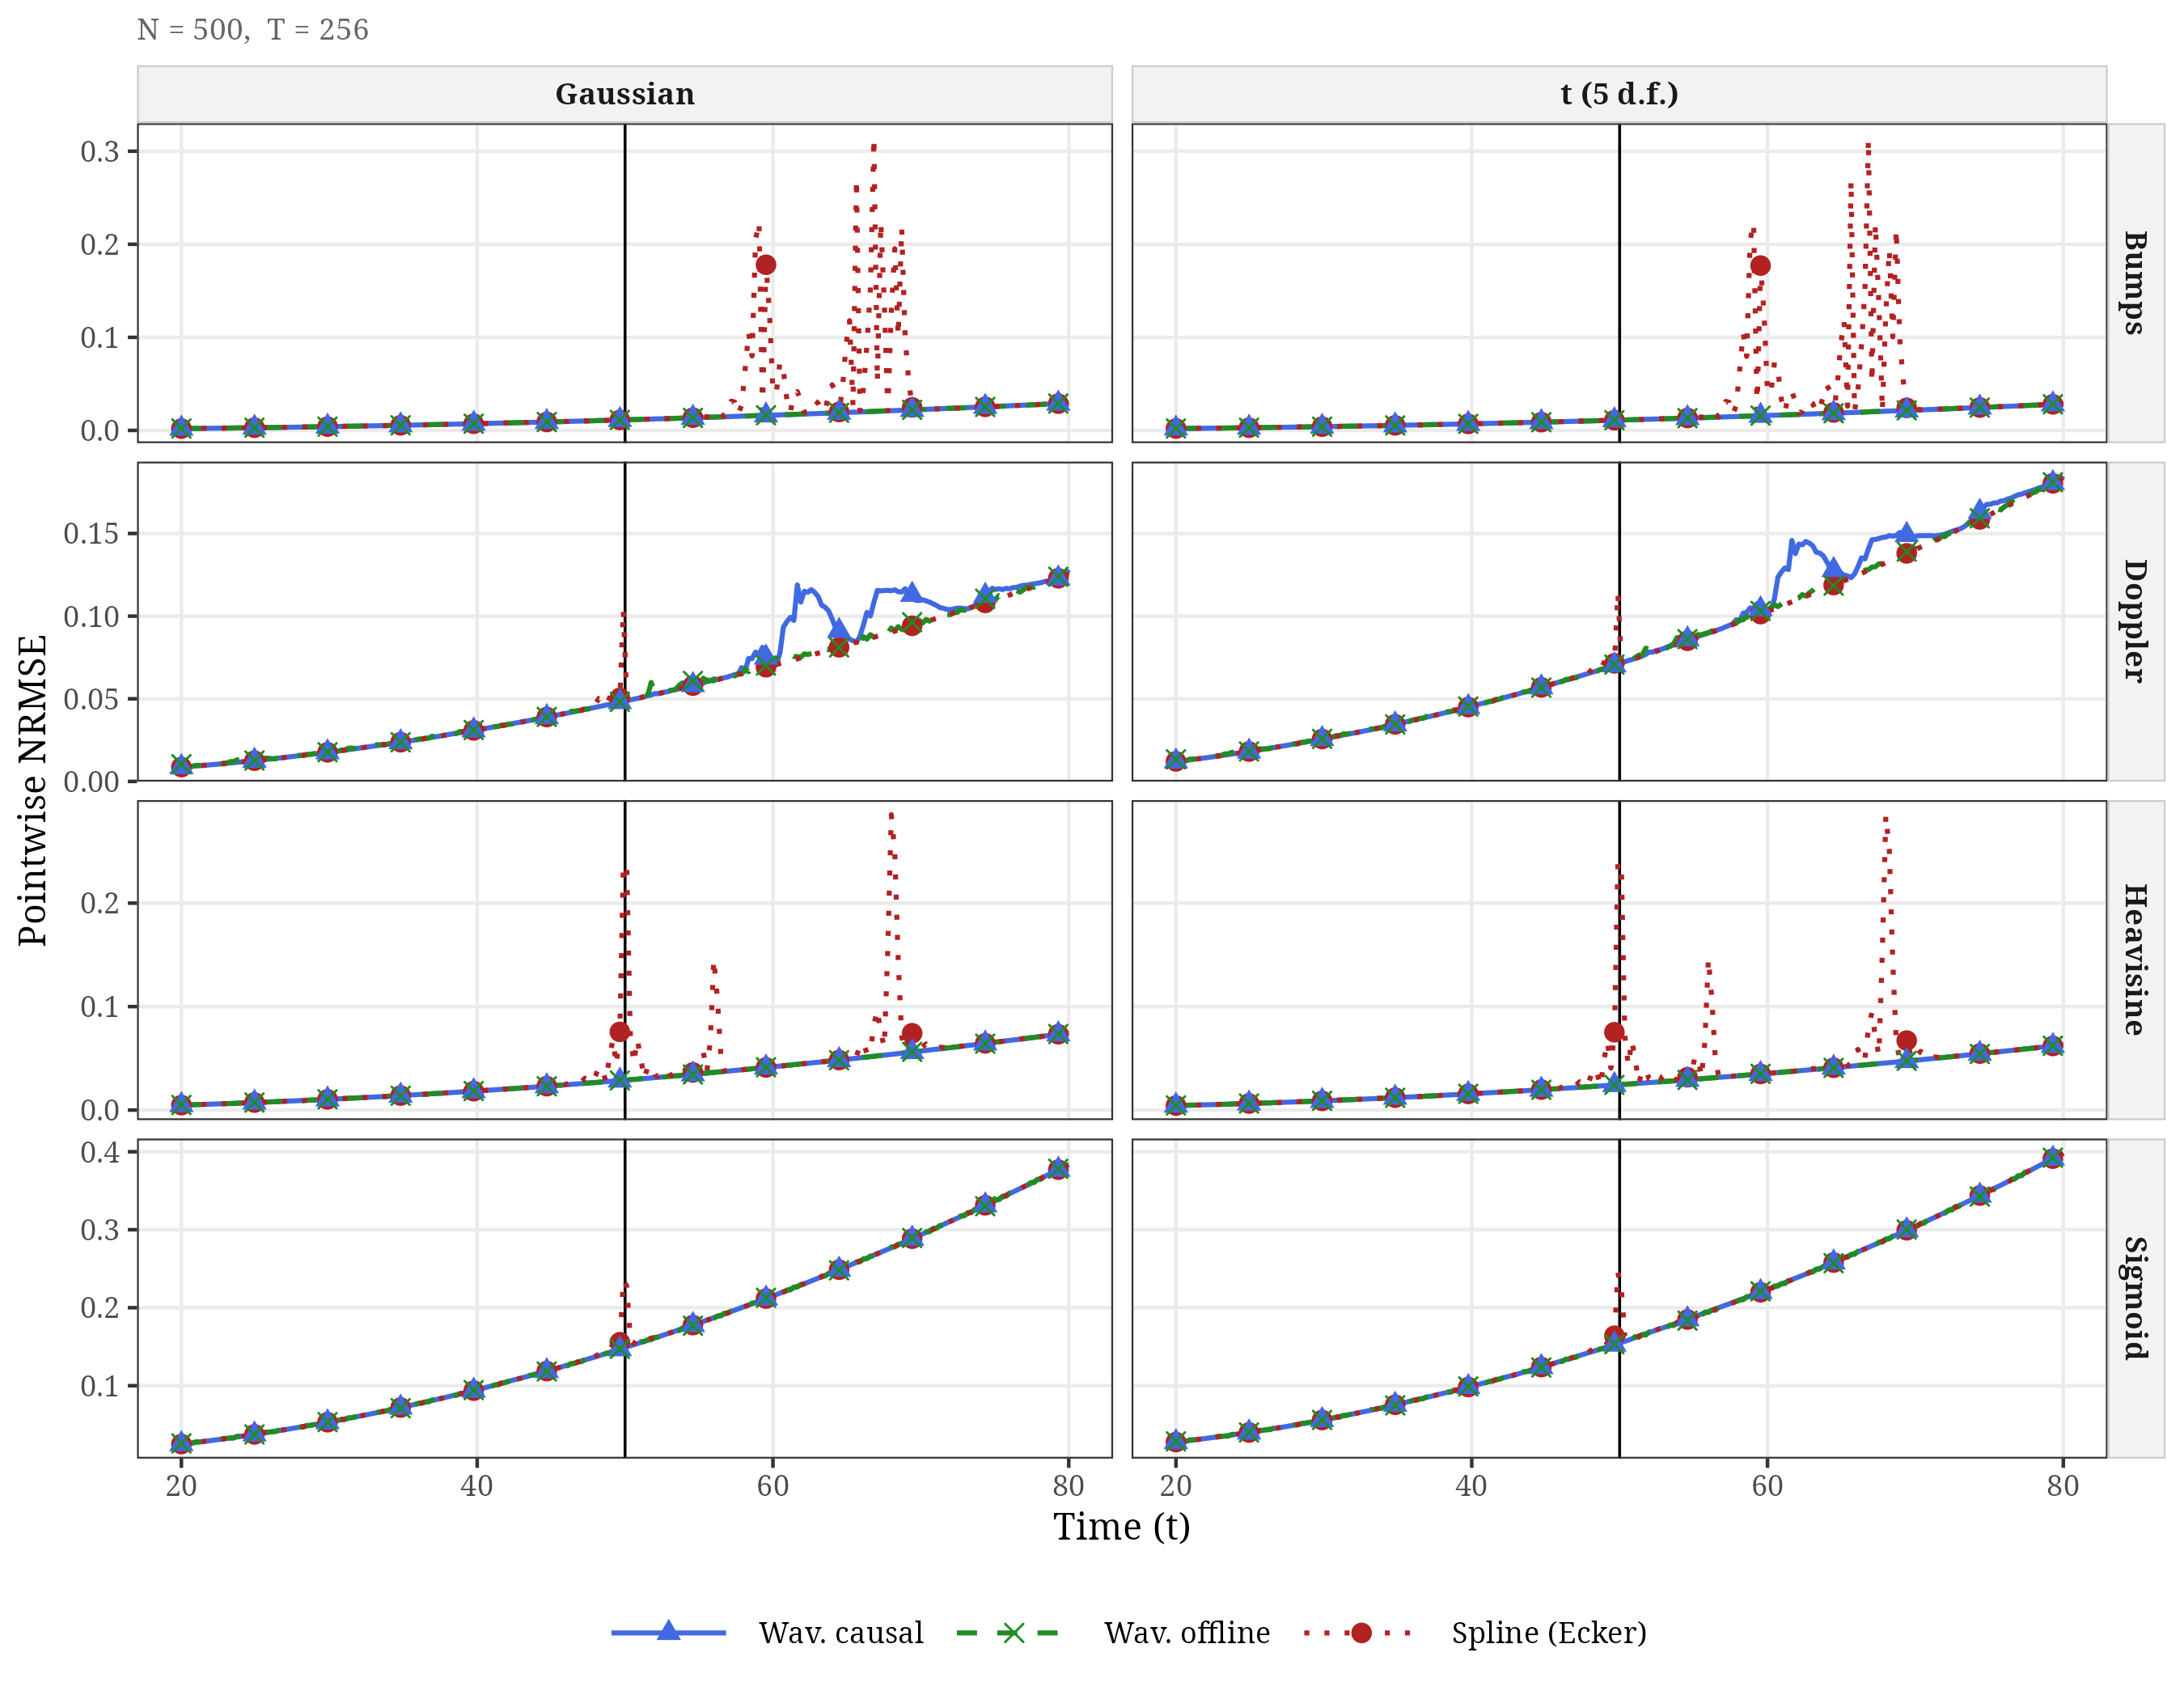 N = 500,  T = 256
Gaussian
t (5 d.f.)
0.3
0.2
0.1
0.0
Bumps
0.15
0.10
0.05
0.00
Doppler
Pointwise NRMSE
0.2
0.1
0.0
Heavisine
0.4
0.3
0.2
0.1
Sigmoid
20 40 60 80 20 40 60 80
Time (t)
Wav. causal Wav. offline Spline (Ecker)